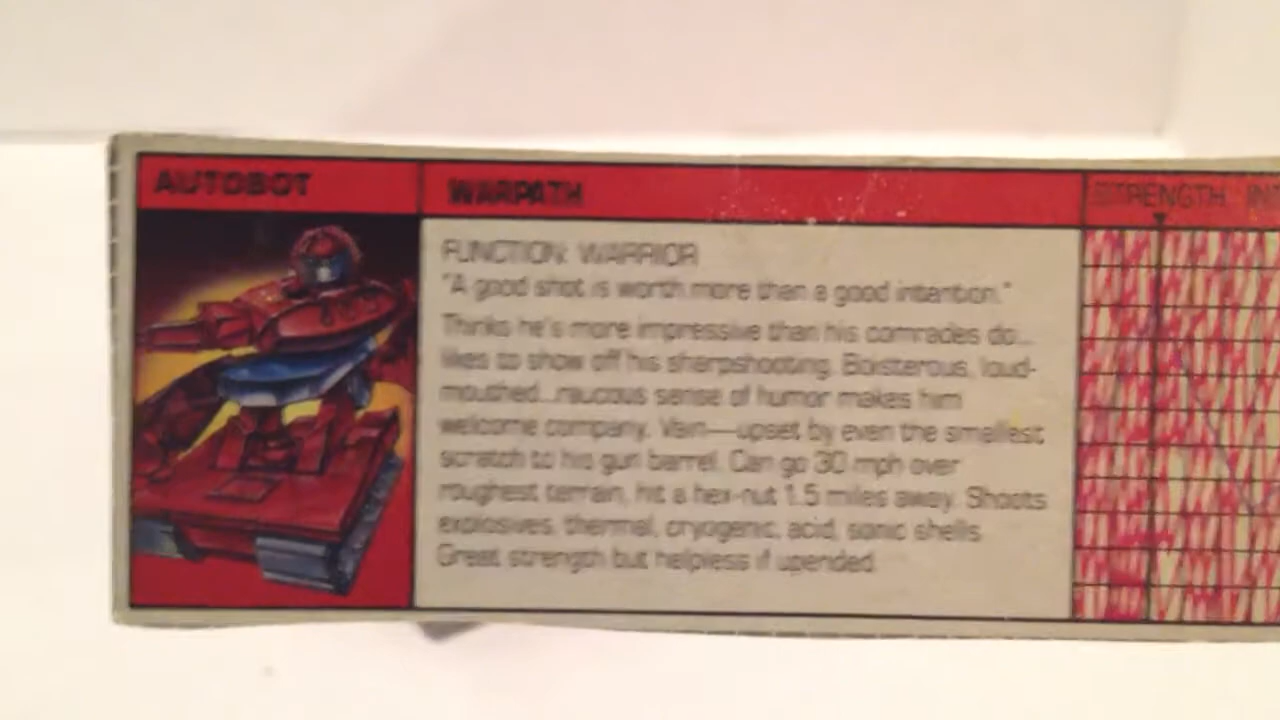 AUTOBOT
WARPATH
STRENGTH
FUNCTION: WARRIOR
"A good shot is worth more than a good intention."
Thinks he's more impressive than his comrades do...
likes to show off his sharpshooting. Boisterous, loud-
mouthed...raucous sense of humor makes him
welcome company. Vain—upset by even the smallest
scratch to his gun barrel. Can go 30 mph over
roughest terrain, hit a hex-nut 1.5 miles away. Shoots
explosives, thermal, cryogenic, acid, sonic shells.
Great strength but helpless if upended.